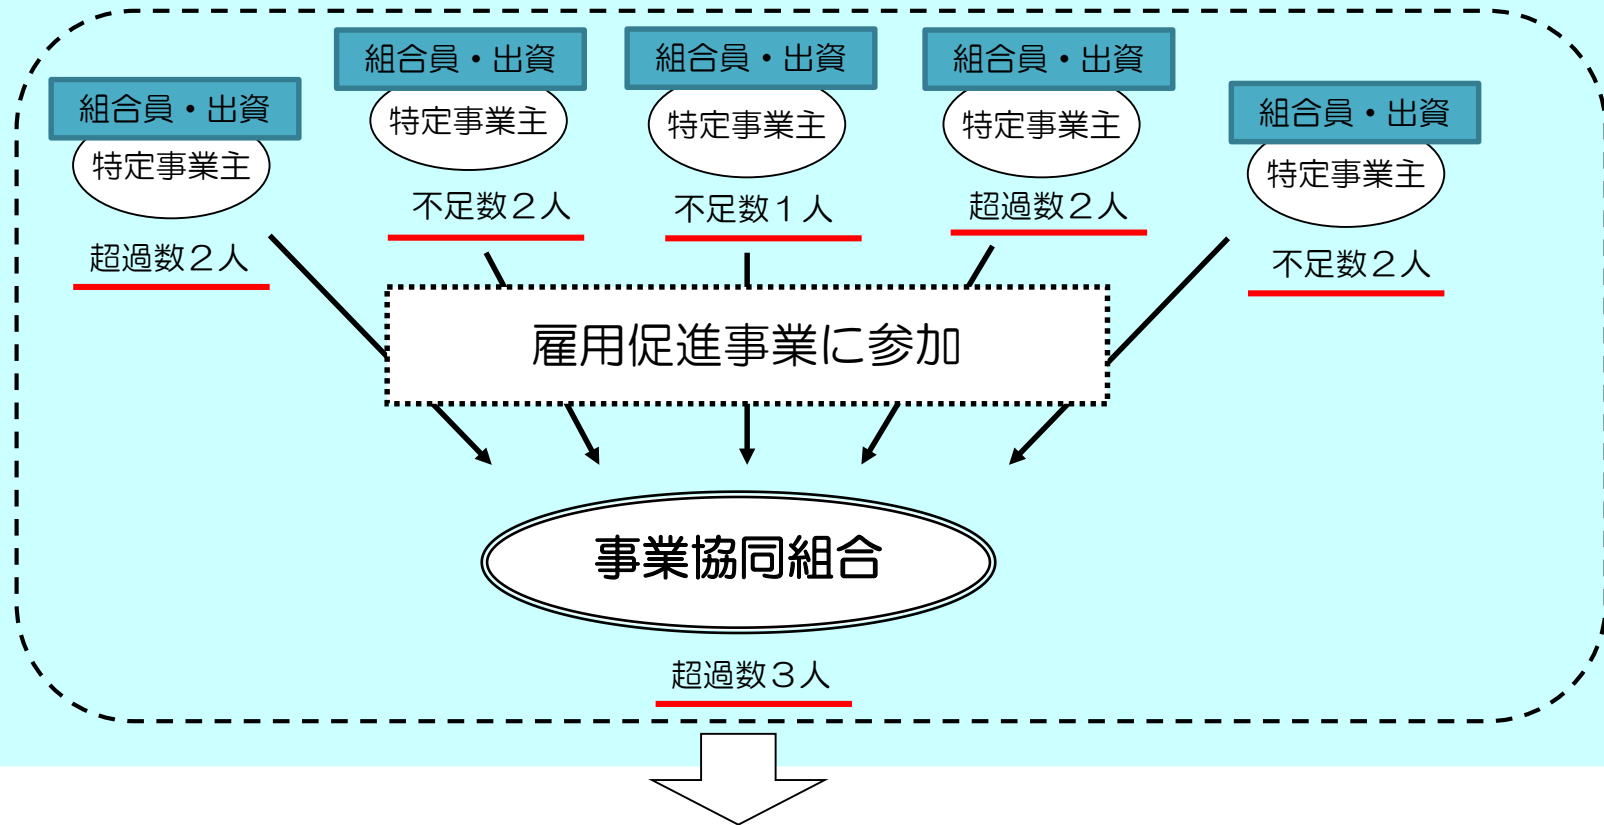 組合員・出資
特定事業主
超過数２人
組合員・出資
特定事業主
不足数２人
組合員・出資
特定事業主
不足数１人
組合員・出資
特定事業主
超過数２人
組合員・出資
特定事業主
不足数２人
雇用促進事業に参加
事業協同組合
超過数３人